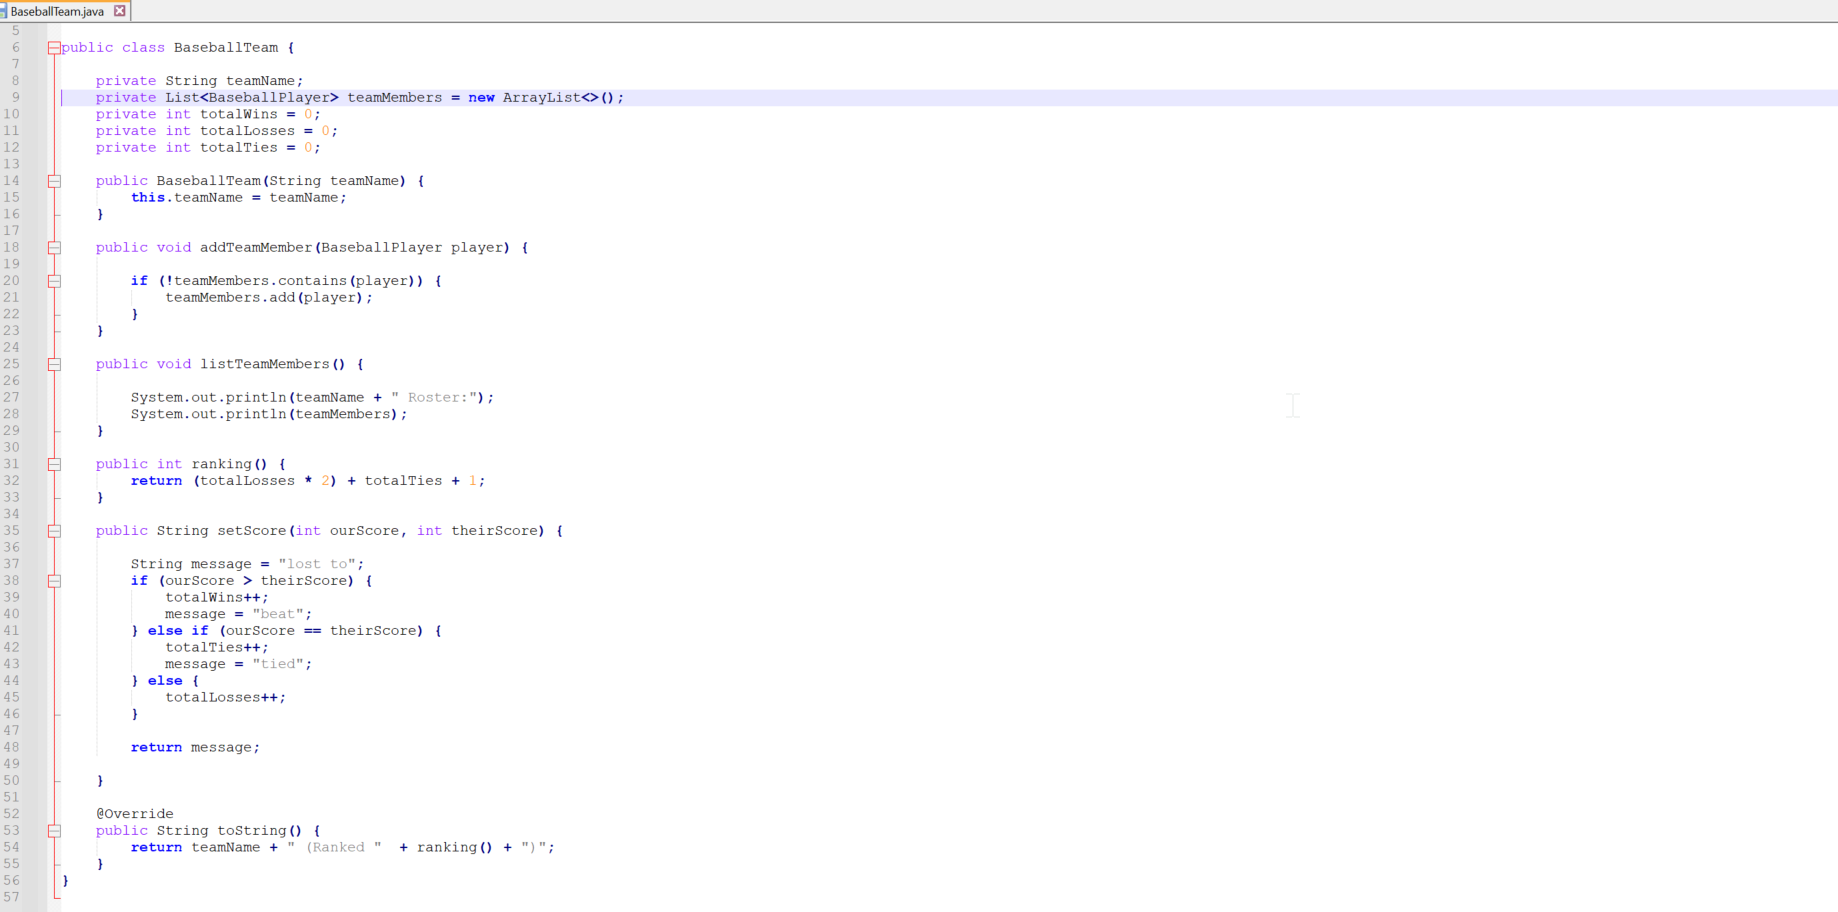 BaseballTeam.java
5
6 public class BaseballTeam {
7
8 private String teamName;
9 private List<BaseballPlayer> teamMembers = new ArrayList<>();
10 private int totalWins = 0;
11 private int totalLosses = 0;
12 private int totalTies = 0;
13
14 public BaseballTeam(String teamName) {
15 this.teamName = teamName;
16 }
17
18 public void addTeamMember(BaseballPlayer player) {
19
20 if (!teamMembers.contains(player)) {
21 teamMembers.add(player);
22 }
23 }
24
25 public void listTeamMembers() {
26
27 System.out.println(teamName + " Roster:");
28 System.out.println(teamMembers);
29 }
30
31 public int ranking() {
32 return (totalLosses * 2) + totalTies + 1;
33 }
34
35 public String setScore(int ourScore, int theirScore) {
36
37 String message = "lost to";
38 if (ourScore > theirScore) {
39 totalWins++;
40 message = "beat";
41 } else if (ourScore == theirScore) {
42 totalTies++;
43 message = "tied";
44 } else {
45 totalLosses++;
46 }
47
48 return message;
49
50 }
51
52 @Override
53 public String toString() {
54 return teamName + " (Ranked "  + ranking() + ")";
55 }
56 }
57